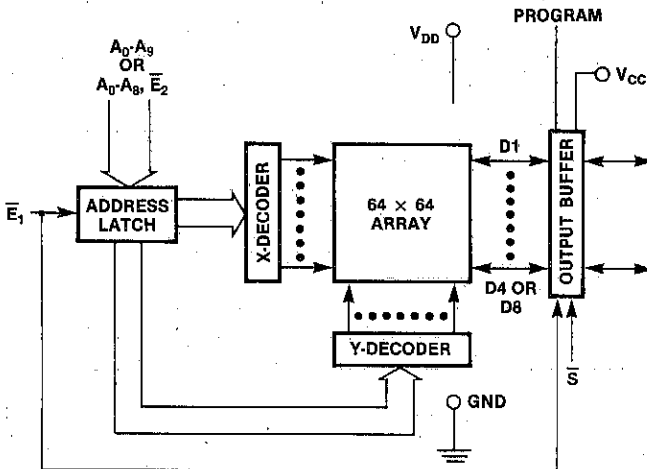 PROGRAM
A₀-A₉
OR
A₀-A₈, E̅₂
V_DD
V_CC
E̅₁
ADDRESS
LATCH
X-DECODER
64 × 64
ARRAY
D1
D4 OR
D8
OUTPUT BUFFER
Y-DECODER
S̅
GND